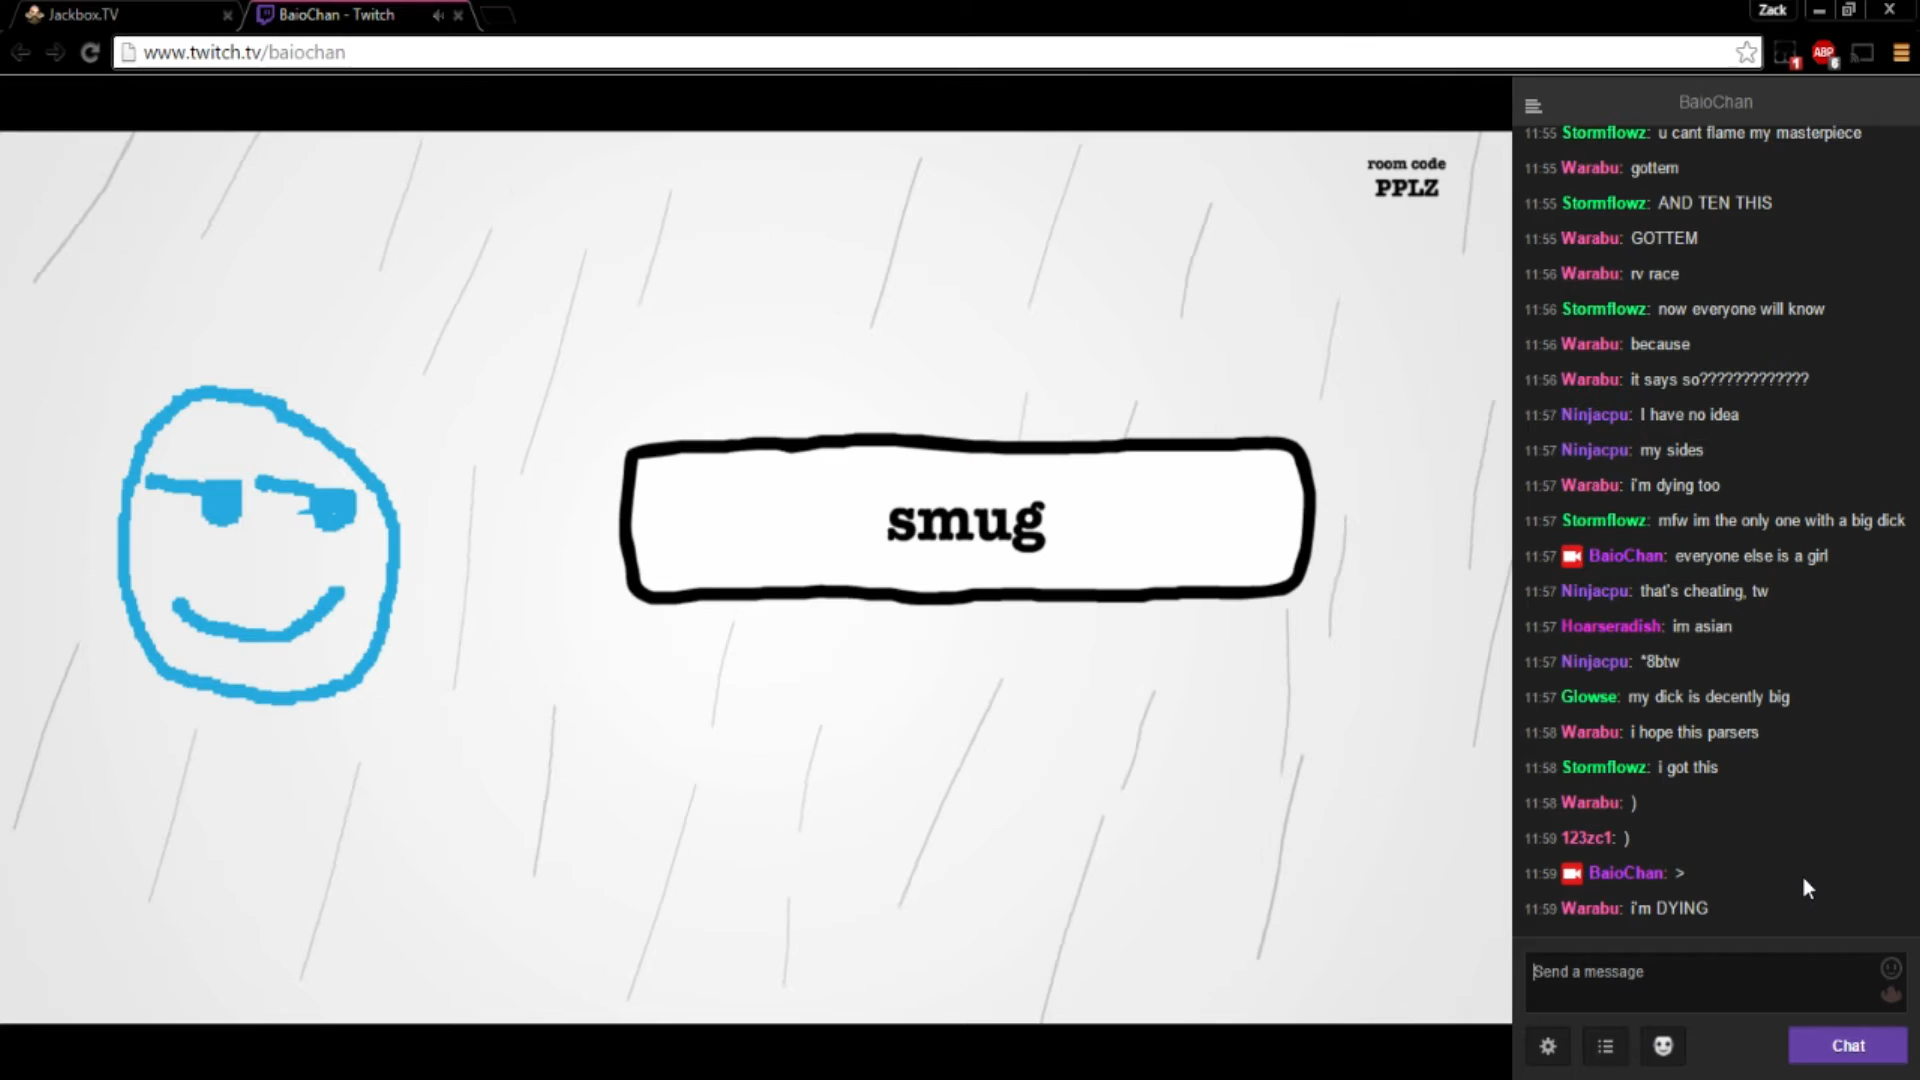 Jackbox.TV
BaioChan - Twitch
Zack
www.twitch.tv/baiochan
1
ABP
6
room code
PPLZ
smug
BaioChan
11:55 Stormflowz: u cant flame my masterpiece
11:55 Warabu: gottem
11:55 Stormflowz: AND TEN THIS
11:55 Warabu: GOTTEM
11:56 Warabu: rv race
11:56 Stormflowz: now everyone will know
11:56 Warabu: because
11:56 Warabu: it says so?????????????
11:57 Ninjacpu: I have no idea
11:57 Ninjacpu: my sides
11:57 Warabu: i'm dying too
11:57 Stormflowz: mfw im the only one with a big dick
11:57 BaioChan: everyone else is a girl
11:57 Ninjacpu: that's cheating, tw
11:57 Hoarseradish: im asian
11:57 Ninjacpu: *8btw
11:57 Glowse: my dick is decently big
11:58 Warabu: i hope this parsers
11:58 Stormflowz: i got this
11:58 Warabu: )
11:59 123zc1: )
11:59 BaioChan: >
11:59 Warabu: i'm DYING
Send a message
Chat